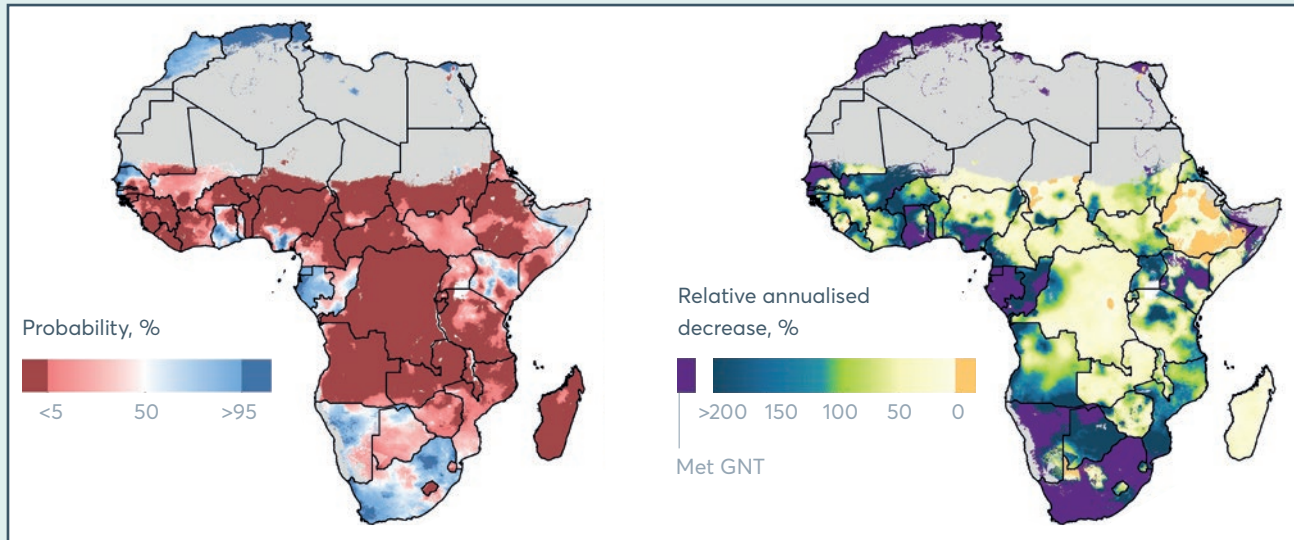 Probability, %
<5 50 >95
Relative annualised
decrease, %
>200 150 100 50 0
Met GNT